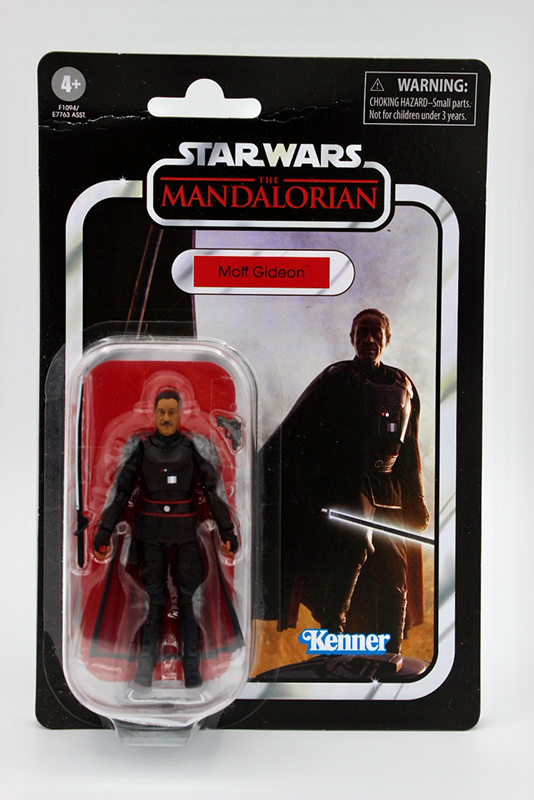 4+
F1094/
E7763 ASST.
WARNING:
CHOKING HAZARD–Small parts.
Not for children under 3 years.
STAR WARS
THE
MANDALORIAN
Moff Gideon™
Kenner